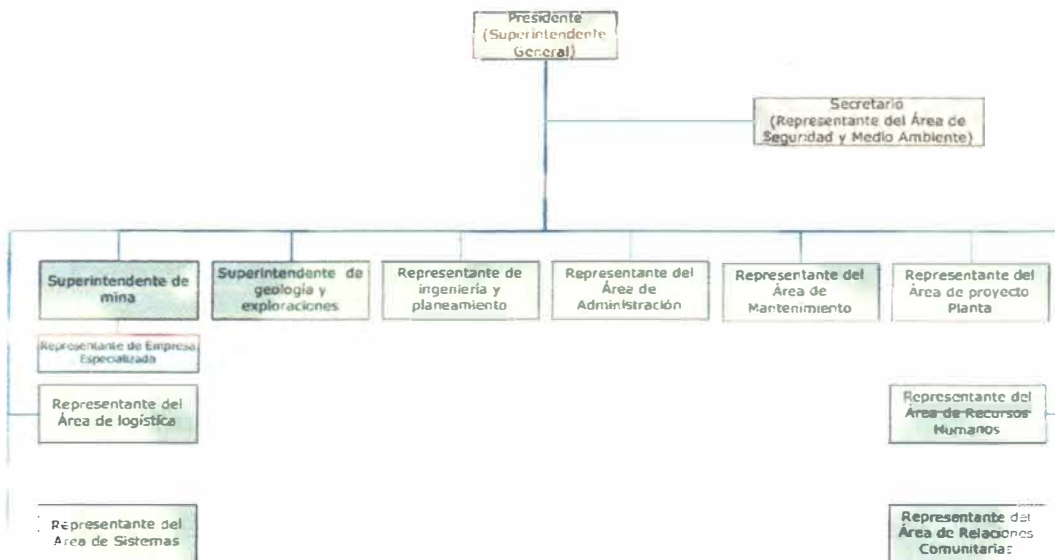 Presidente
(Superintendente
General)
Secretario
(Representante del Área de
Seguridad y Medio Ambiente)
Superintendente de
mina
Superintendente de
geología y
exploraciones
Representante de
ingeniería y
planeamiento
Representante del
Área de
Administración
Representante del
Área de
Mantenimiento
Representante del
Área de proyecto
Planta
Representante de Empresa
Especializada
Representante del
Área de logística
Representante del
Área de Recursos
Humanos
Representante del
Area de Sistemas
Representante del
Área de Relaciones
Comunitarias